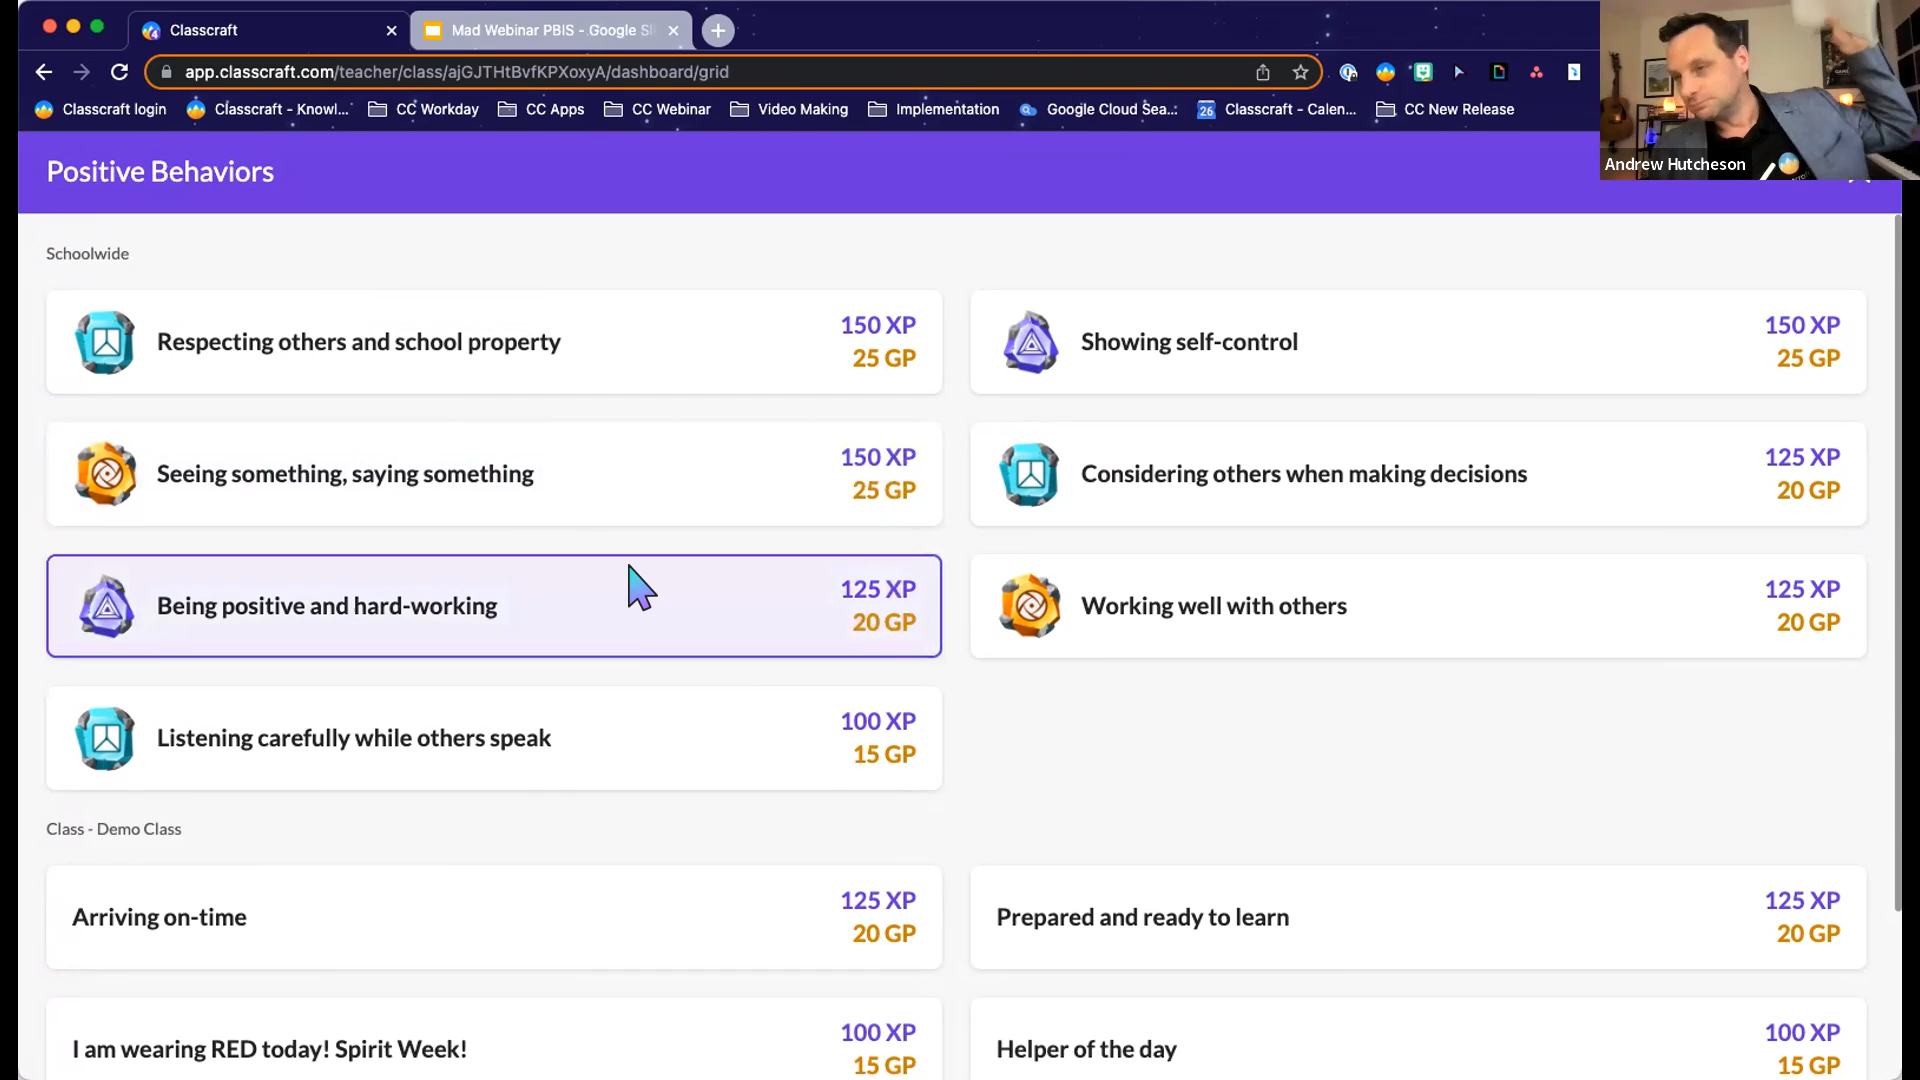 Classcraft
Mad Webinar PBIS - Google Sl
app.classcraft.com/teacher/class/ajGJTHtBvfKPXoxyA/dashboard/grid
Classcraft login
Classcraft - Knowl...
CC Workday
CC Apps
CC Webinar
Video Making
Implementation
Google Cloud Sea...
26
Classcraft - Calen...
CC New Release
Andrew Hutcheson
Positive Behaviors
Schoolwide
Respecting others and school property
150 XP
25 GP
Showing self-control
150 XP
25 GP
Seeing something, saying something
150 XP
25 GP
Considering others when making decisions
125 XP
20 GP
Being positive and hard-working
125 XP
20 GP
Working well with others
125 XP
20 GP
Listening carefully while others speak
100 XP
15 GP
Class - Demo Class
Arriving on-time
125 XP
20 GP
Prepared and ready to learn
125 XP
20 GP
I am wearing RED today! Spirit Week!
100 XP
15 GP
Helper of the day
100 XP
15 GP